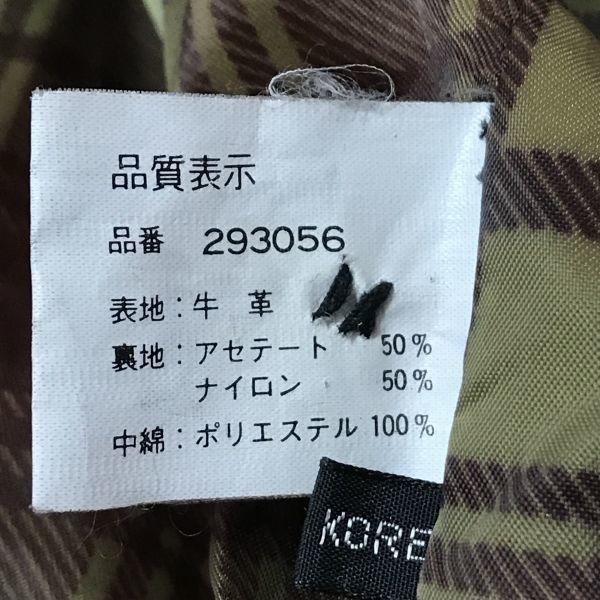 品質表示
品番 293056
表地：牛 革
裏地：アセテート 50%
ナイロン 50%
中綿：ポリエステル 100%
KORE